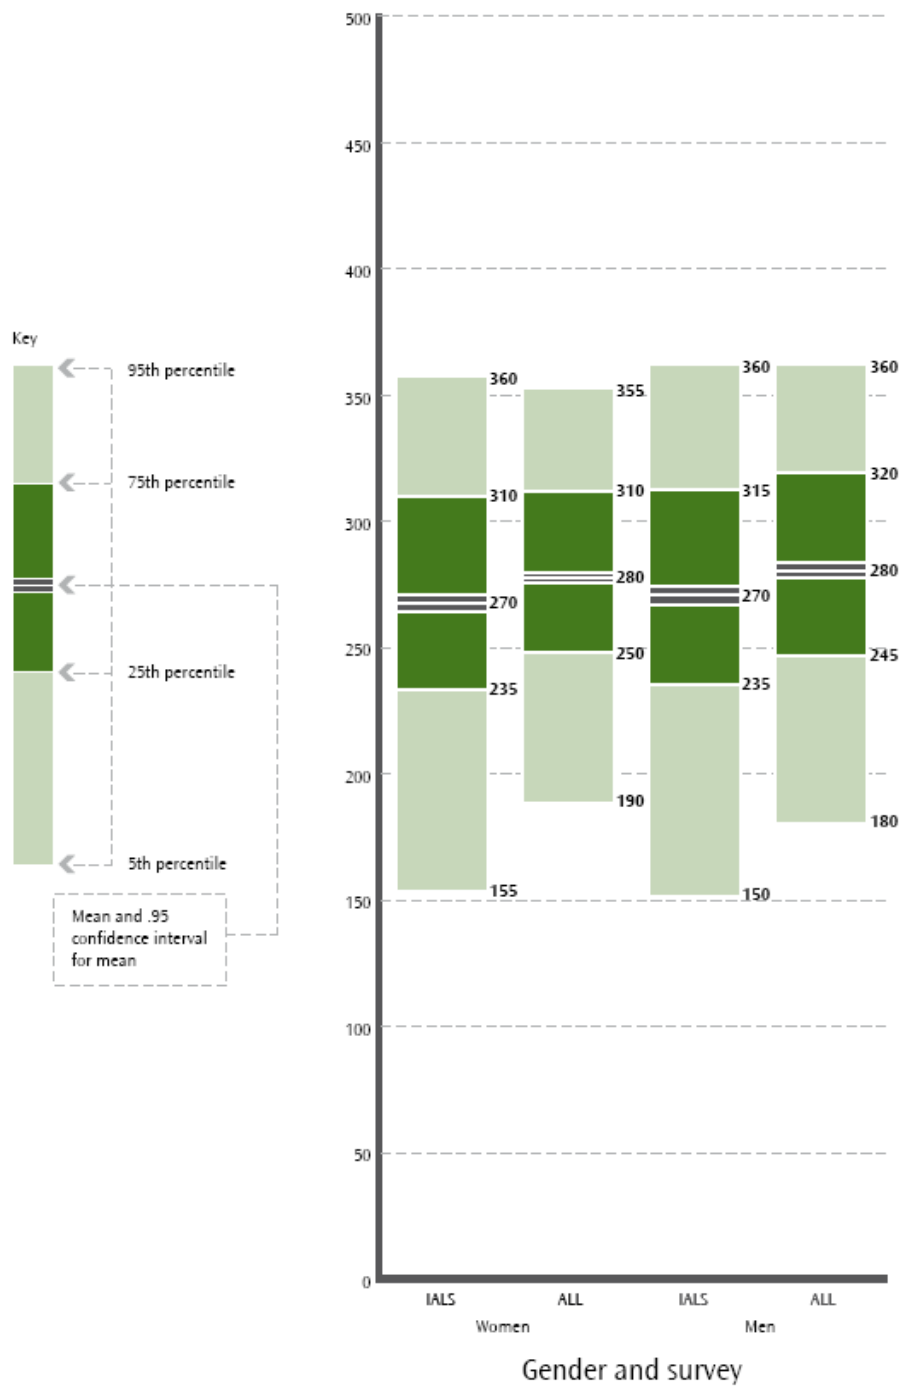 500
450
400
350
300
250
200
150
100
50
0
Key
95th percentile
75th percentile
25th percentile
5th percentile
Mean and .95
confidence interval
for mean
360
310
270
235
155
355
310
280
250
190
360
315
270
235
150
360
320
280
245
180
IALS
ALL
IALS
ALL
Women
Men
Gender and survey